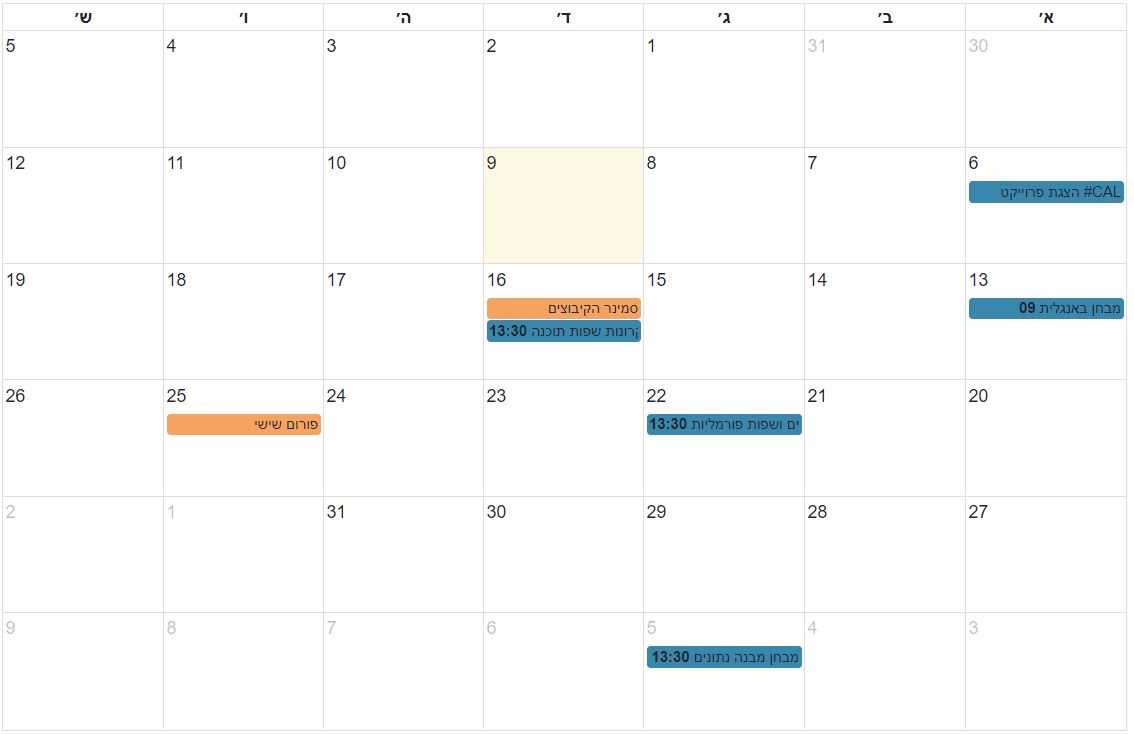 א׳ ב׳ ג׳ ד׳ ה׳ ו׳ ש׳
30 31 1 2 3 4 5
6 7 8 9 10 11 12
#CAL הצגת פרוייקט
13 14 15 16 17 18 19
מבחן באנגלית 09
סמינר הקיבוצים
קרונות שפות תוכנה 13:30
20 21 22 23 24 25 26
ים ושפות פורמליות 13:30
פורום שישי
27 28 29 30 31 1 2
3 4 5 6 7 8 9
מבחן מבנה נתונים 13:30